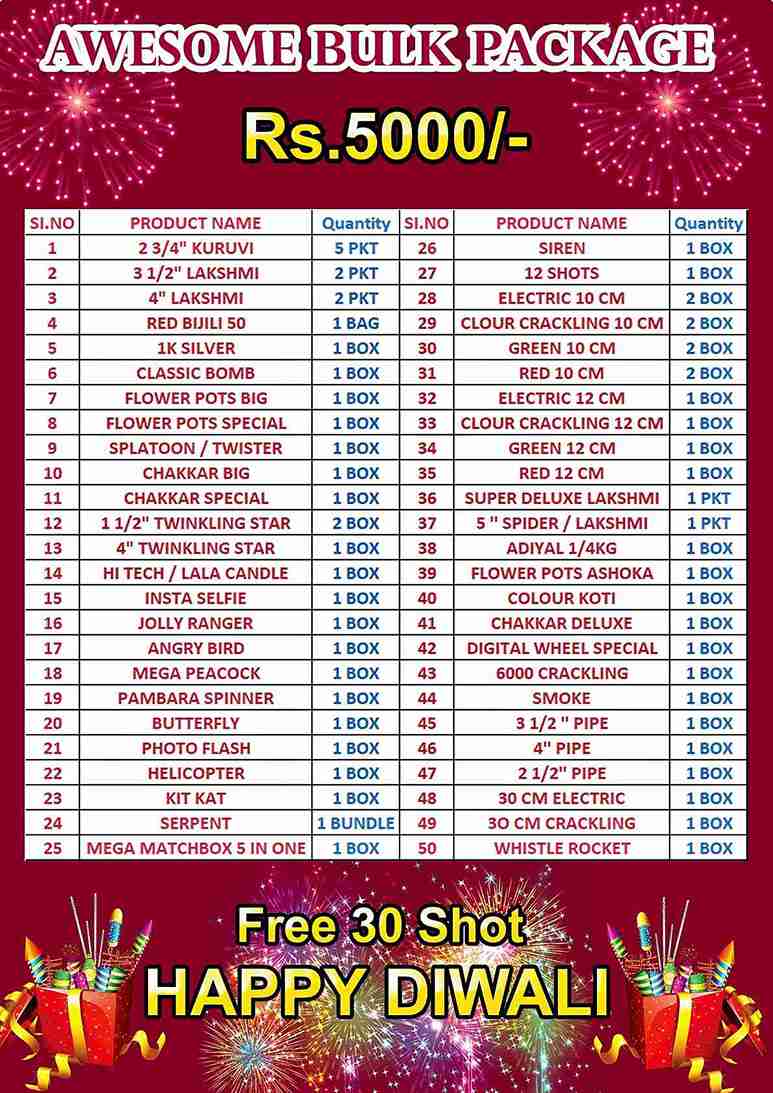 AWESOME BULK PACKAGE
Rs.5000/-
SI.NO PRODUCT NAME Quantity SI.NO PRODUCT NAME Quantity
1 2 3/4" KURUVI 5 PKT 26 SIREN 1 BOX
2 3 1/2" LAKSHMI 2 PKT 27 12 SHOTS 1 BOX
3 4" LAKSHMI 2 PKT 28 ELECTRIC 10 CM 2 BOX
4 RED BIJILI 50 1 BAG 29 CLOUR CRACKLING 10 CM 2 BOX
5 1K SILVER 1 BOX 30 GREEN 10 CM 2 BOX
6 CLASSIC BOMB 1 BOX 31 RED 10 CM 2 BOX
7 FLOWER POTS BIG 1 BOX 32 ELECTRIC 12 CM 1 BOX
8 FLOWER POTS SPECIAL 1 BOX 33 CLOUR CRACKLING 12 CM 1 BOX
9 SPLATOON / TWISTER 1 BOX 34 GREEN 12 CM 1 BOX
10 CHAKKAR BIG 1 BOX 35 RED 12 CM 1 BOX
11 CHAKKAR SPECIAL 1 BOX 36 SUPER DELUXE LAKSHMI 1 PKT
12 1 1/2" TWINKLING STAR 2 BOX 37 5 " SPIDER / LAKSHMI 1 PKT
13 4" TWINKLING STAR 1 BOX 38 ADIYAL 1/4KG 1 BOX
14 HI TECH / LALA CANDLE 1 BOX 39 FLOWER POTS ASHOKA 1 BOX
15 INSTA SELFIE 1 BOX 40 COLOUR KOTI 1 BOX
16 JOLLY RANGER 1 BOX 41 CHAKKAR DELUXE 1 BOX
17 ANGRY BIRD 1 BOX 42 DIGITAL WHEEL SPECIAL 1 BOX
18 MEGA PEACOCK 1 BOX 43 6000 CRACKLING 1 BOX
19 PAMBARA SPINNER 1 BOX 44 SMOKE 1 BOX
20 BUTTERFLY 1 BOX 45 3 1/2 " PIPE 1 BOX
21 PHOTO FLASH 1 BOX 46 4" PIPE 1 BOX
22 HELICOPTER 1 BOX 47 2 1/2" PIPE 1 BOX
23 KIT KAT 1 BOX 48 30 CM ELECTRIC 1 BOX
24 SERPENT 1 BUNDLE 49 3O CM CRACKLING 1 BOX
25 MEGA MATCHBOX 5 IN ONE 1 BOX 50 WHISTLE ROCKET 1 BOX
Free 30 Shot
HAPPY DIWALI